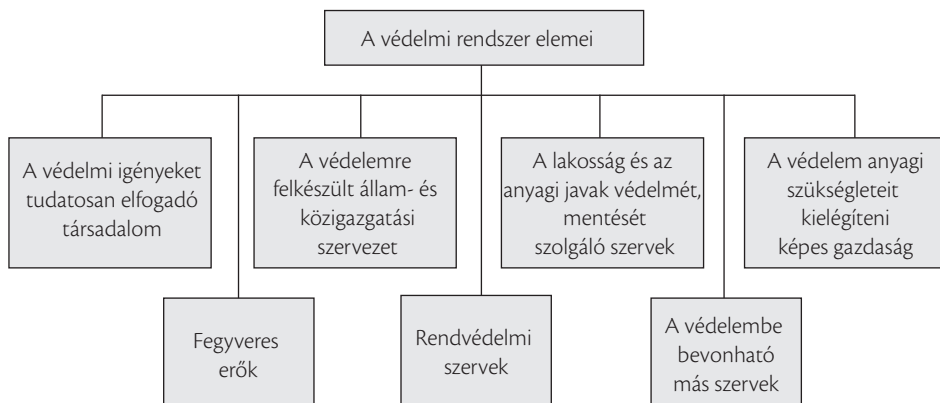 A védelmi rendszer elemei
A védelmi igényeket
tudatosan elfogadó
társadalom
A védelemre
felkészült állam- és
közigazgatási
szervezet
A lakosság és az
anyagi javak védelmét,
mentését
szolgáló szervek
A védelem anyagi
szükségleteit
kielégíteni
képes gazdaság
Fegyveres
erők
Rendvédelmi
szervek
A védelembe
bevonható
más szervek